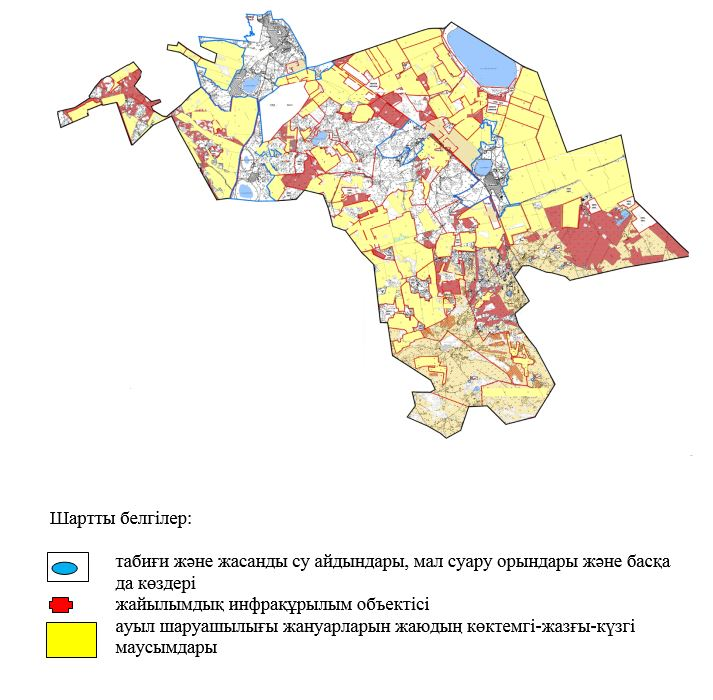 Шартты белгілер:
табиғи және жасанды су айдындары, мал суару орындары және басқа
да көздері
жайылымдық инфрақұрылым объектісі
ауыл шаруашылығы жануарларын жаюдың көктемгі-жазғы-күзгі
маусымдары